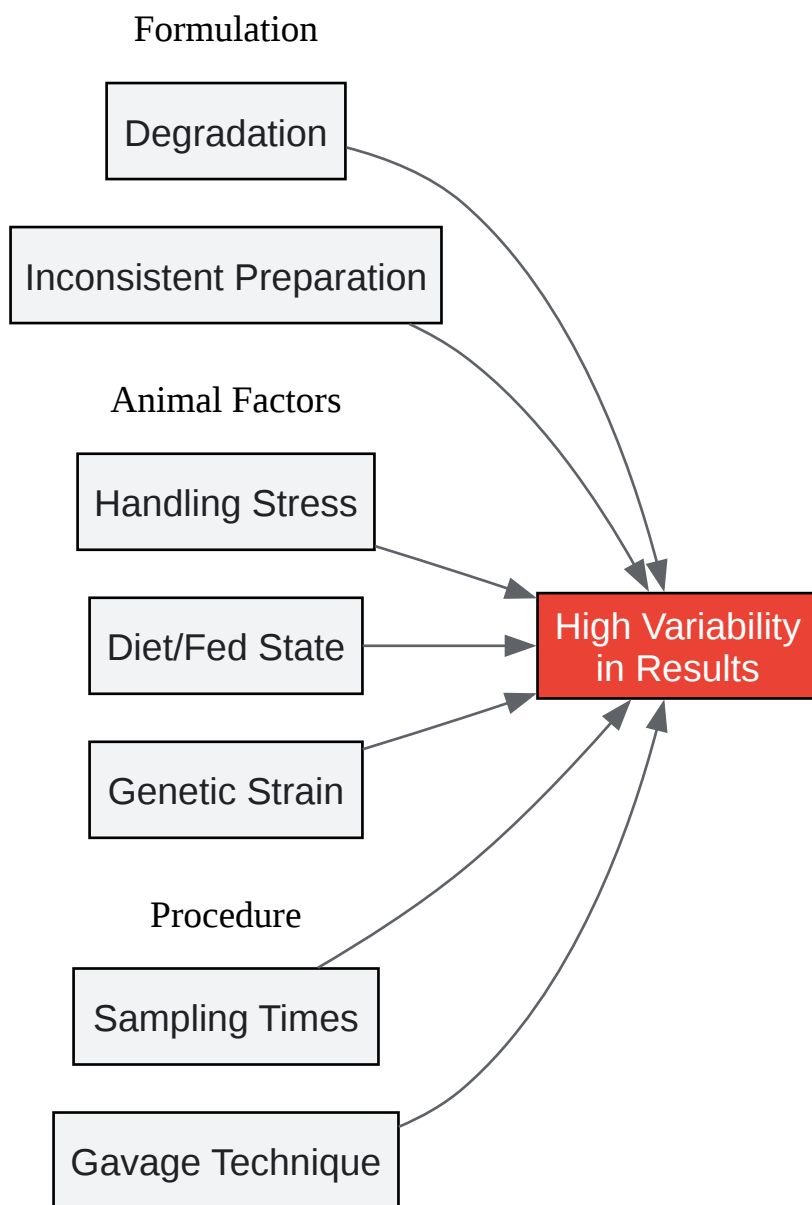 Formulation
Degradation
Inconsistent Preparation
Animal Factors
Handling Stress
Diet/Fed State
Genetic Strain
High Variability
in Results
Procedure
Sampling Times
Gavage Technique